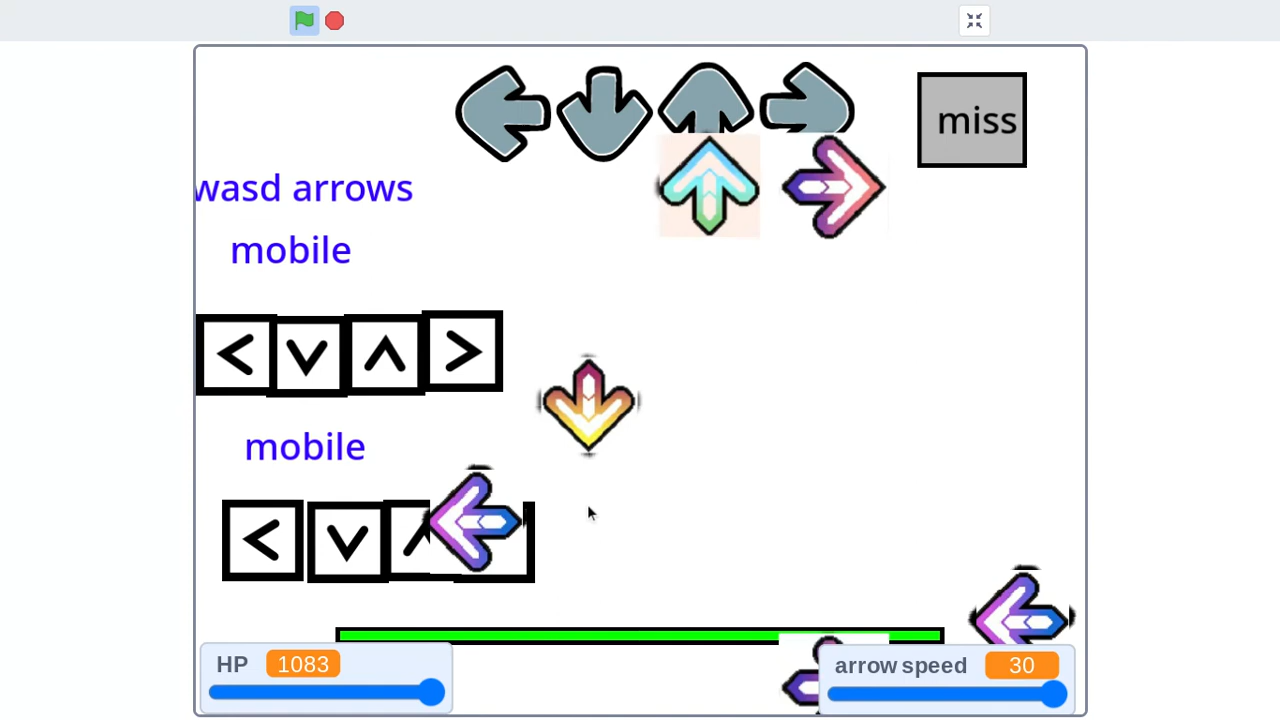 miss
wasd arrows
mobile
< v ^ >
mobile
< v
HP 1083
arrow speed 30